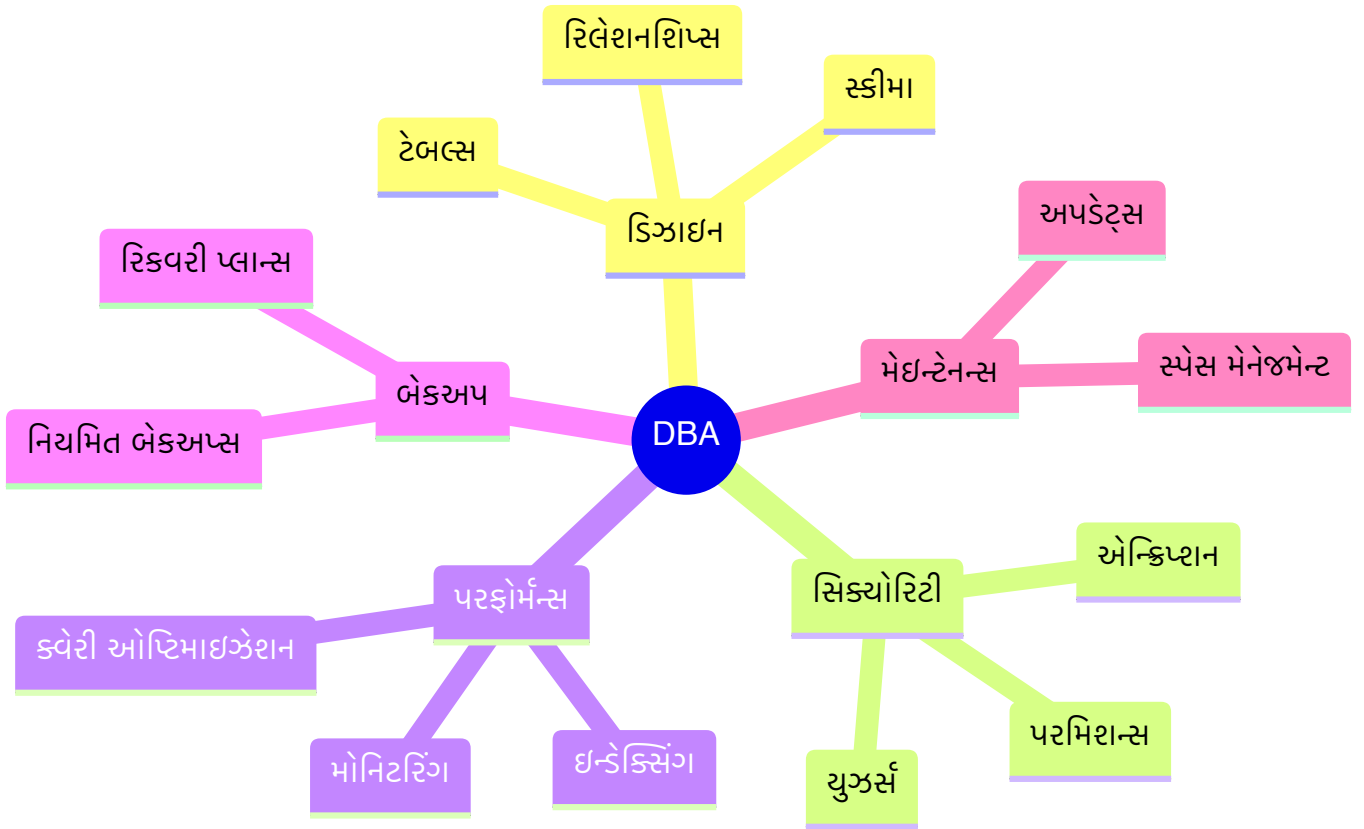 રિલેશનશિપ્સ
સ્કીમા
ટેબલ્સ
ડિઝાઇન
અપડેટ્સ
રિકવરી પ્લાન્સ
મેઇન્ટેનન્સ
સ્પેસ મેનેજમેન્ટ
બેકઅપ
નિયમિત બેકઅપ્સ
DBA
એન્ક્રિપ્શન
સિક્યોરિટી
પરફોર્મન્સ
ક્વેરી ઓપ્ટિમાઇઝેશન
પરમિશન્સ
મોનિટરિંગ
ઇન્ડેક્સિંગ
યુઝર્સ